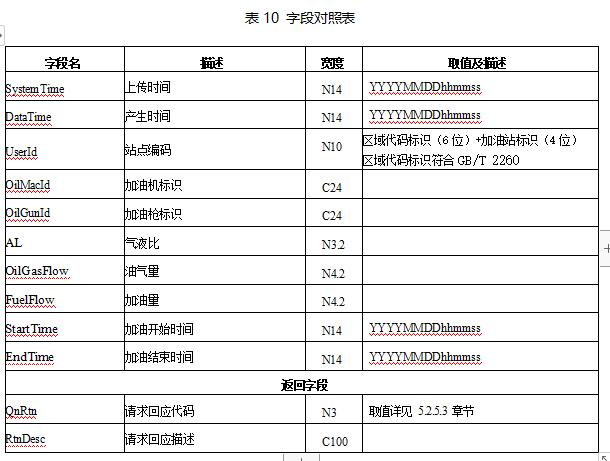 表 10 字段对照表
字段名 描述 宽度 取值及描述
SystemTime 上传时间 N14 YYYYMMDDhhmmss
DataTime 产生时间 N14 YYYYMMDDhhmmss
UserId 站点编码 N10 区域代码标识（6 位）+加油站标识（4 位）
区域代码标识符合 GB/T 2260
OilMacId 加油机标识 C24
OilGunId 加油枪标识 C24
AL 气液比 N3.2
OilGasFlow 油气量 N4.2
FuelFlow 加油量 N4.2
StartTime 加油开始时间 N14 YYYYMMDDhhmmss
EndTime 加油结束时间 N14 YYYYMMDDhhmmss
返回字段
QnRtn 请求回应代码 N3 取值详见 5.2.5.3 章节
RtnDesc 请求回应描述 C100